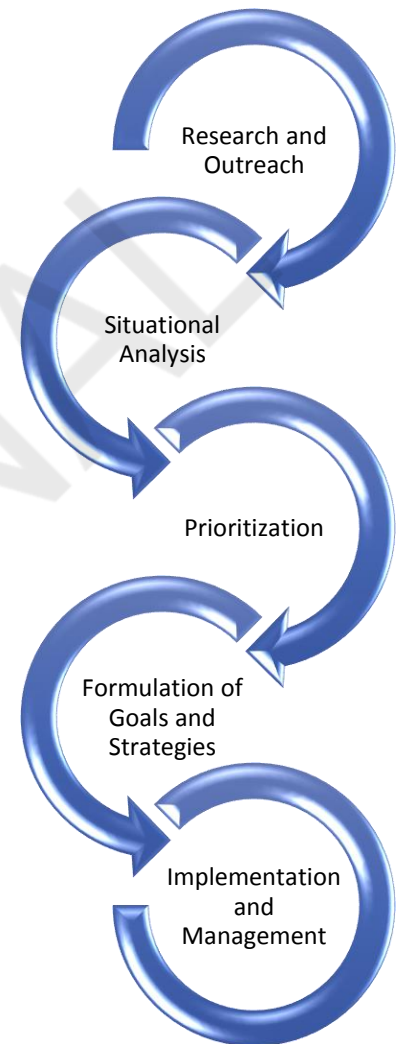 Research and
Outreach
Situational
Analysis
Prioritization
Formulation of
Goals and
Strategies
Implementation
and
Management